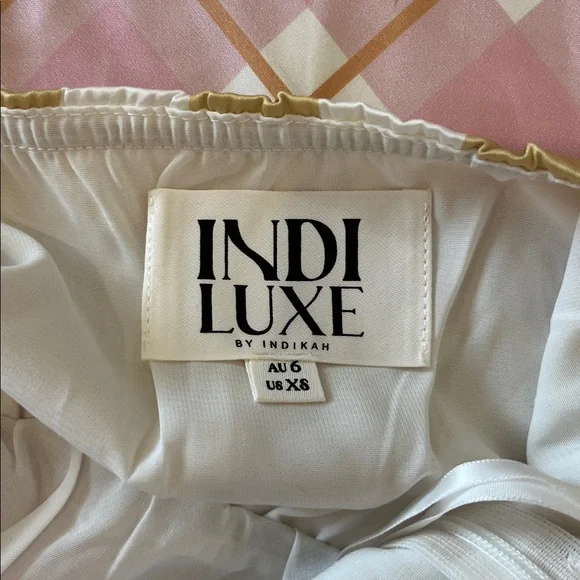 INDI
LUXE
BY INDIKAH
AU 6
US XS